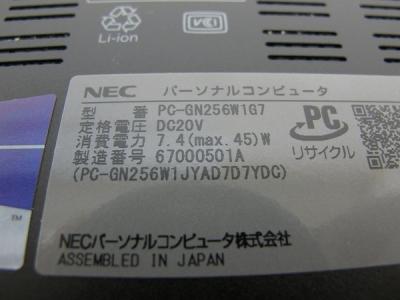 Li-ion
VCI
NEC パーソナルコンピュータ
型 番 PC-GN256W1G7
定格電圧 DC20V
消費電力 7.4(max.45)W
製造番号 67000501A
(PC-GN256W1JYAD7D7YDC)
PC
リサイクル
NECパーソナルコンピュータ株式会社
ASSEMBLED IN JAPAN
TM